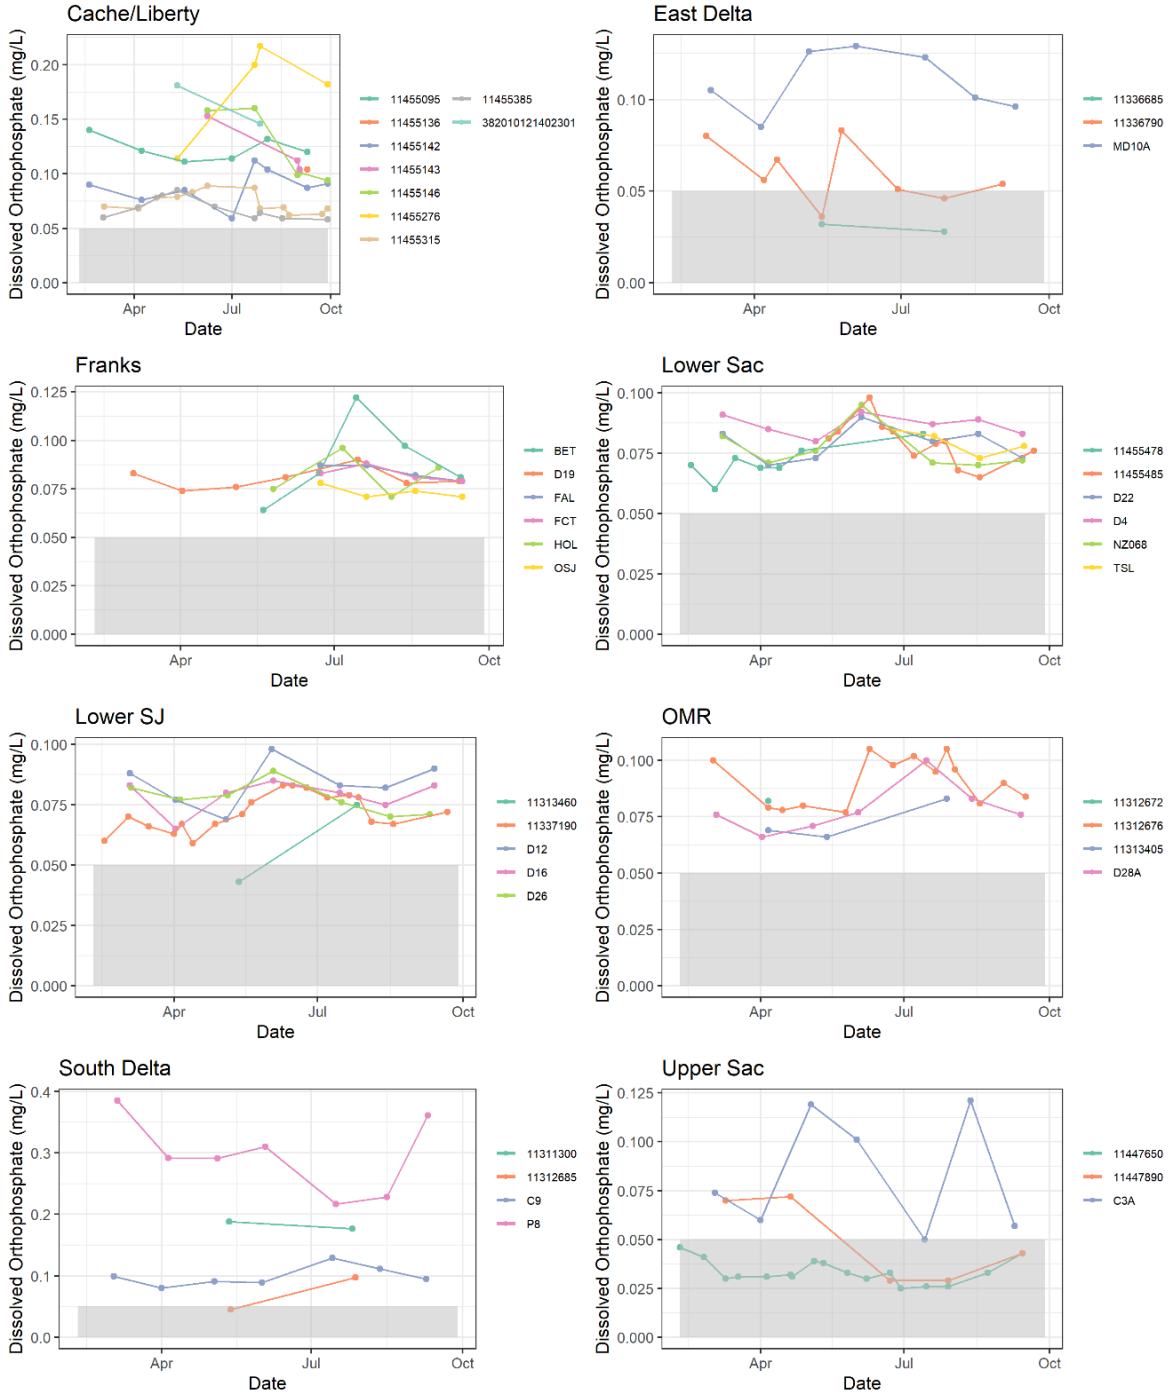 Cache/Liberty
Dissolved Orthophosphate (mg/L)
0.20
0.15
0.10
0.05
0.00
Apr Jul Oct
Date
11455095 11455385
11455136 382010121402301
11455142
11455143
11455146
11455276
11455315
East Delta
Dissolved Orthophosphate (mg/L)
0.10
0.05
0.00
Apr Jul Oct
Date
11336685
11336790
MD10A
Franks
Dissolved Orthophosphate (mg/L)
0.125
0.100
0.075
0.050
0.025
0.000
Apr Jul Oct
Date
BET
D19
FAL
FCT
HOL
OSJ
Lower Sac
Dissolved Orthophosphate (mg/L)
0.100
0.075
0.050
0.025
0.000
Apr Jul Oct
Date
11455478
11455485
D22
D4
NZ068
TSL
Lower SJ
Dissolved Orthophosphate (mg/L)
0.100
0.075
0.050
0.025
0.000
Apr Jul Oct
Date
11313460
11337190
D12
D16
D26
OMR
Dissolved Orthophosphate (mg/L)
0.100
0.075
0.050
0.025
0.000
Apr Jul Oct
Date
11312672
11312676
11313405
D28A
South Delta
Dissolved Orthophosphate (mg/L)
0.4
0.3
0.2
0.1
0.0
Apr Jul Oct
Date
11311300
11312685
C9
P8
Upper Sac
Dissolved Orthophosphate (mg/L)
0.125
0.100
0.075
0.050
0.025
0.000
Apr Jul Oct
Date
11447650
11447890
C3A